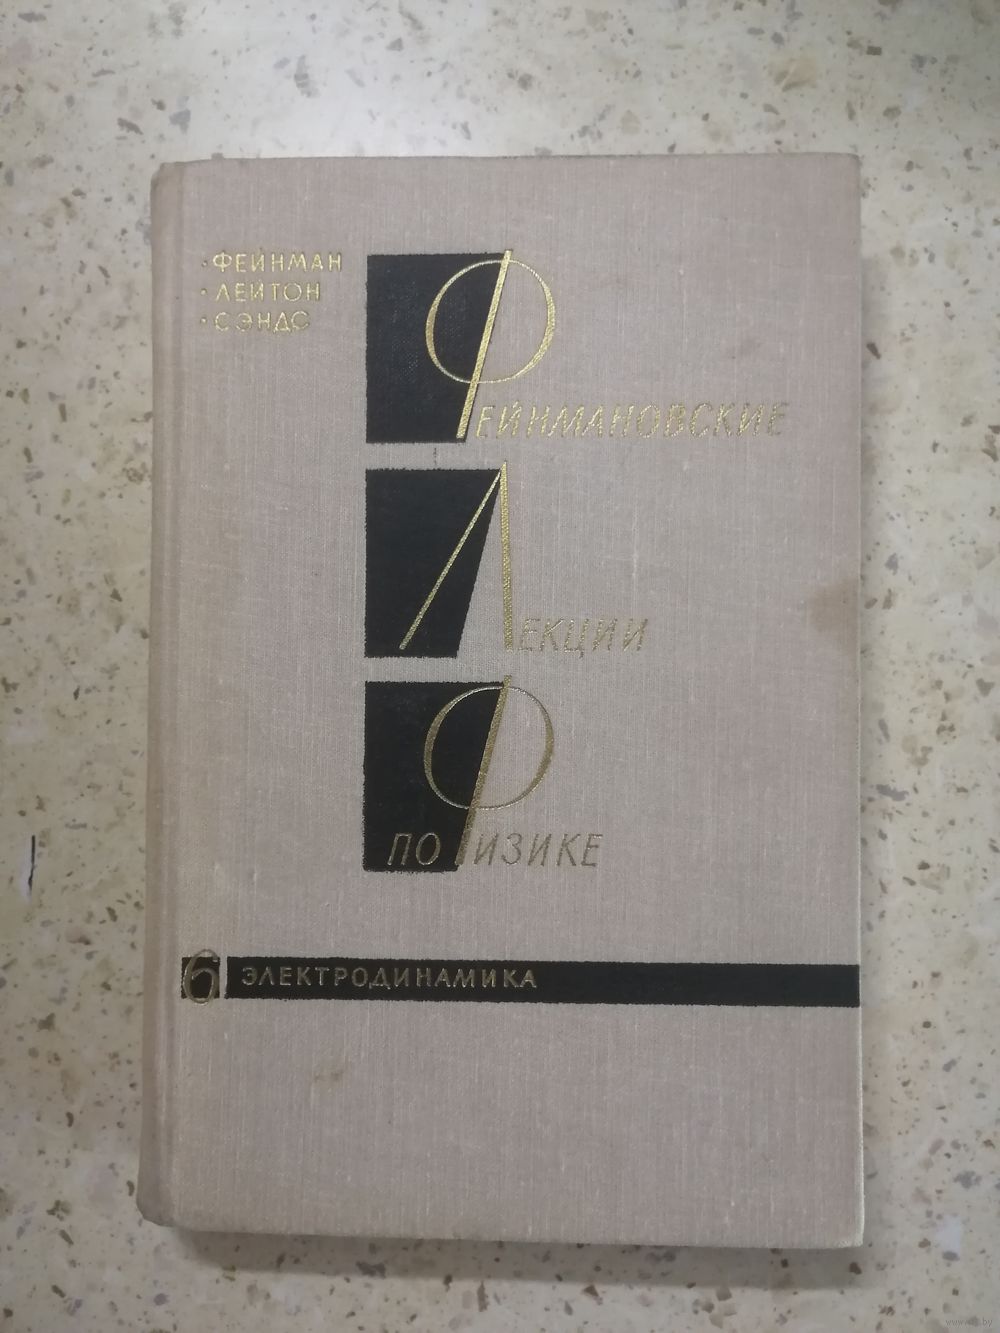 · ФЕЙНМАН
· ЛЕЙТОН
· СЭНДС
ФЕЙНМАНОВСКИЕ
ЛЕКЦИИ
ПО ФИЗИКЕ
6 ЭЛЕКТРОДИНАМИКА